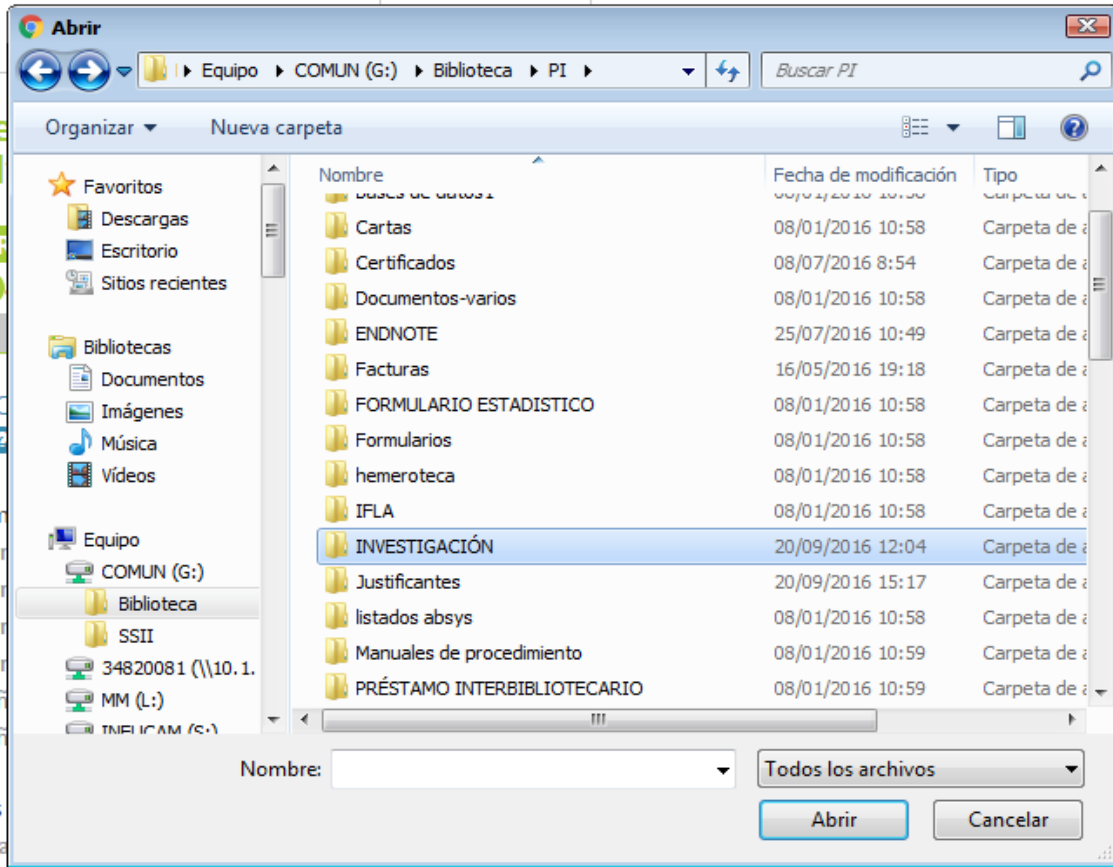 Abrir
Equipo COMUN (G:) Biblioteca PI
Buscar PI
Organizar Nueva carpeta
Favoritos
Descargas
Escritorio
Sitios recientes
Bibliotecas
Documentos
Imágenes
Música
Vídeos
Equipo
COMUN (G:)
Biblioteca
SSII
34820081 (\\10.1.
MM (L:)
Nombre Fecha de modificación Tipo
Cartas 08/01/2016 10:58 Carpeta de a
Certificados 08/07/2016 8:54 Carpeta de a
Documentos-varios 08/01/2016 10:58 Carpeta de a
ENDNOTE 25/07/2016 10:49 Carpeta de a
Facturas 16/05/2016 19:18 Carpeta de a
FORMULARIO ESTADISTICO 08/01/2016 10:58 Carpeta de a
Formularios 08/01/2016 10:58 Carpeta de a
hemeroteca 08/01/2016 10:58 Carpeta de a
IFLA 08/01/2016 10:58 Carpeta de a
INVESTIGACIÓN 20/09/2016 12:04 Carpeta de a
Justificantes 20/09/2016 15:17 Carpeta de a
listados absys 08/01/2016 10:58 Carpeta de a
Manuales de procedimiento 08/01/2016 10:59 Carpeta de a
PRÉSTAMO INTERBIBLIOTECARIO 08/01/2016 10:59 Carpeta de a
Nombre:
Todos los archivos
Abrir Cancelar